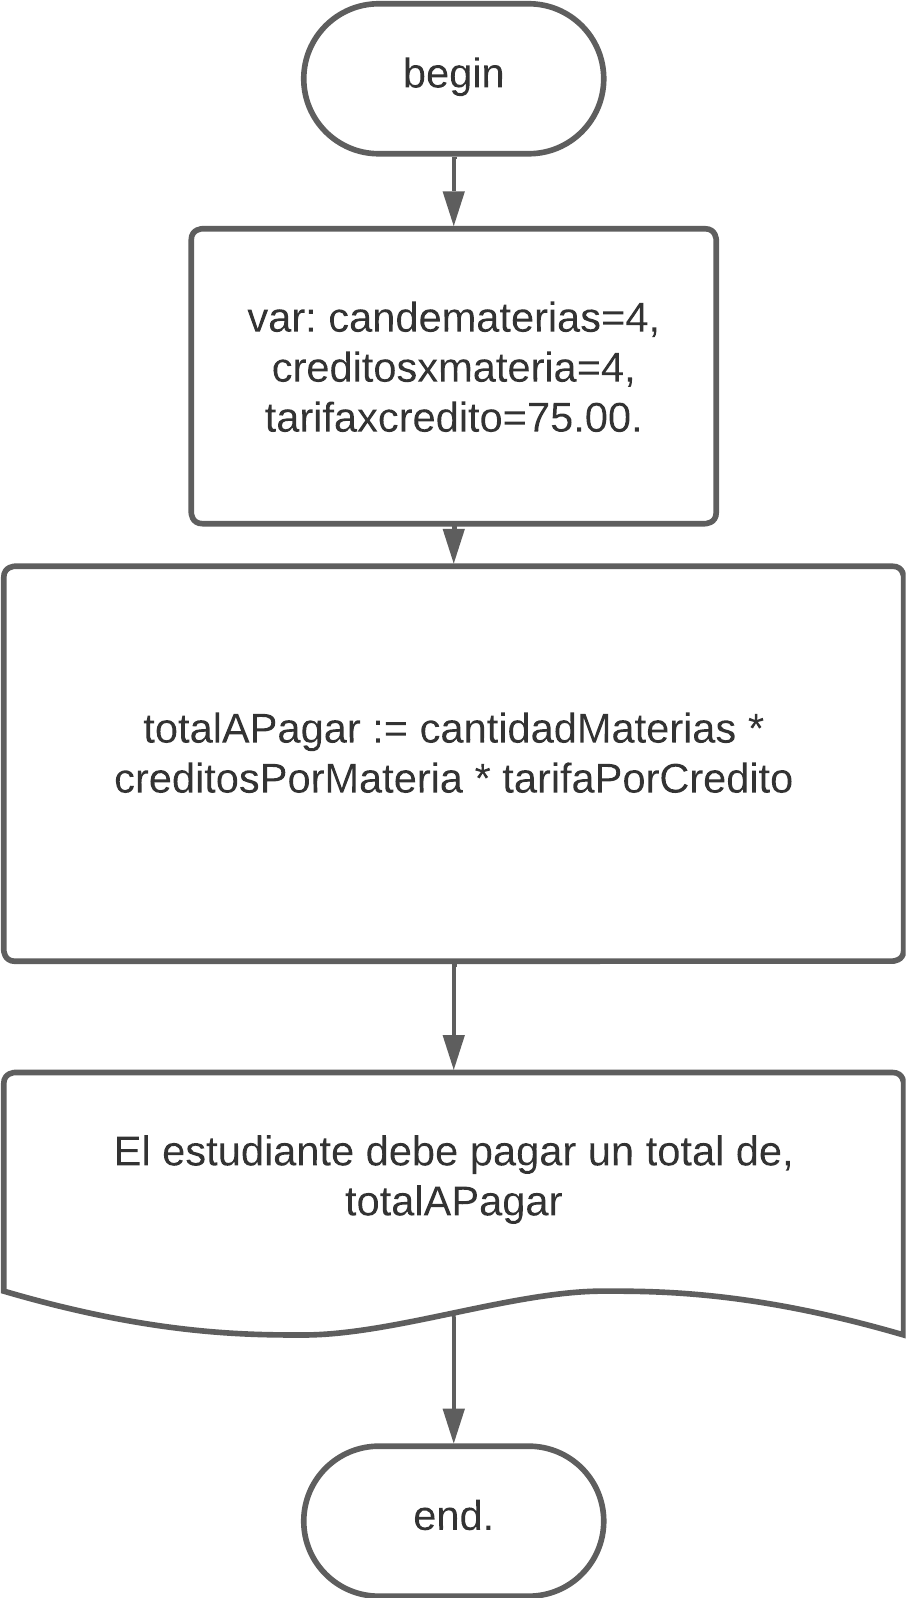 begin
var: candematerias=4,
creditosxmateria=4,
tarifaxcredito=75.00.
totalAPagar := cantidadMaterias *
creditosPorMateria * tarifaPorCredito
El estudiante debe pagar un total de,
totalAPagar
end.